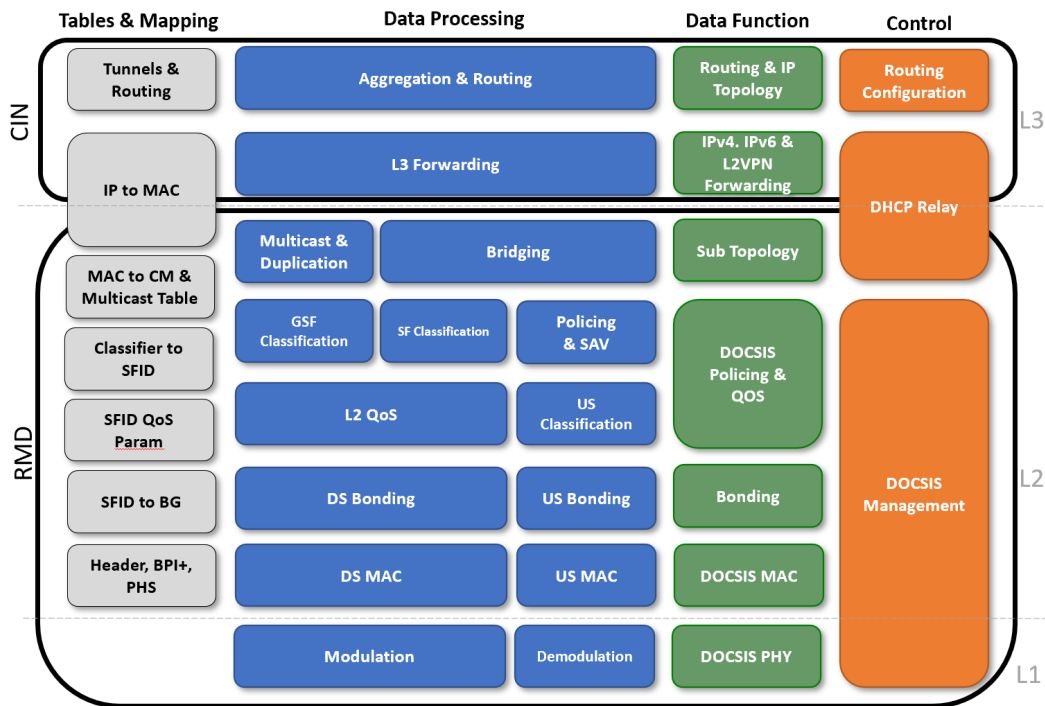 Tables & Mapping
Data Processing
Data Function
Control
CIN
Tunnels &
Routing
Aggregation & Routing
Routing & IP
Topology
Routing
Configuration
L3
IP to MAC
L3 Forwarding
IPv4. IPv6 &
L2VPN
Forwarding
DHCP Relay
RMD
Multicast &
Duplication
Bridging
Sub Topology
MAC to CM &
Multicast Table
GSF
Classification
SF Classification
Policing
& SAV
DOCSIS
Policing &
QOS
Classifier to
SFID
L2 QoS
US
Classification
SFID QoS
Param
SFID to BG
DS Bonding
US Bonding
Bonding
DOCSIS
Management
L2
Header, BPI+,
PHS
DS MAC
US MAC
DOCSIS MAC
Modulation
Demodulation
DOCSIS PHY
L1